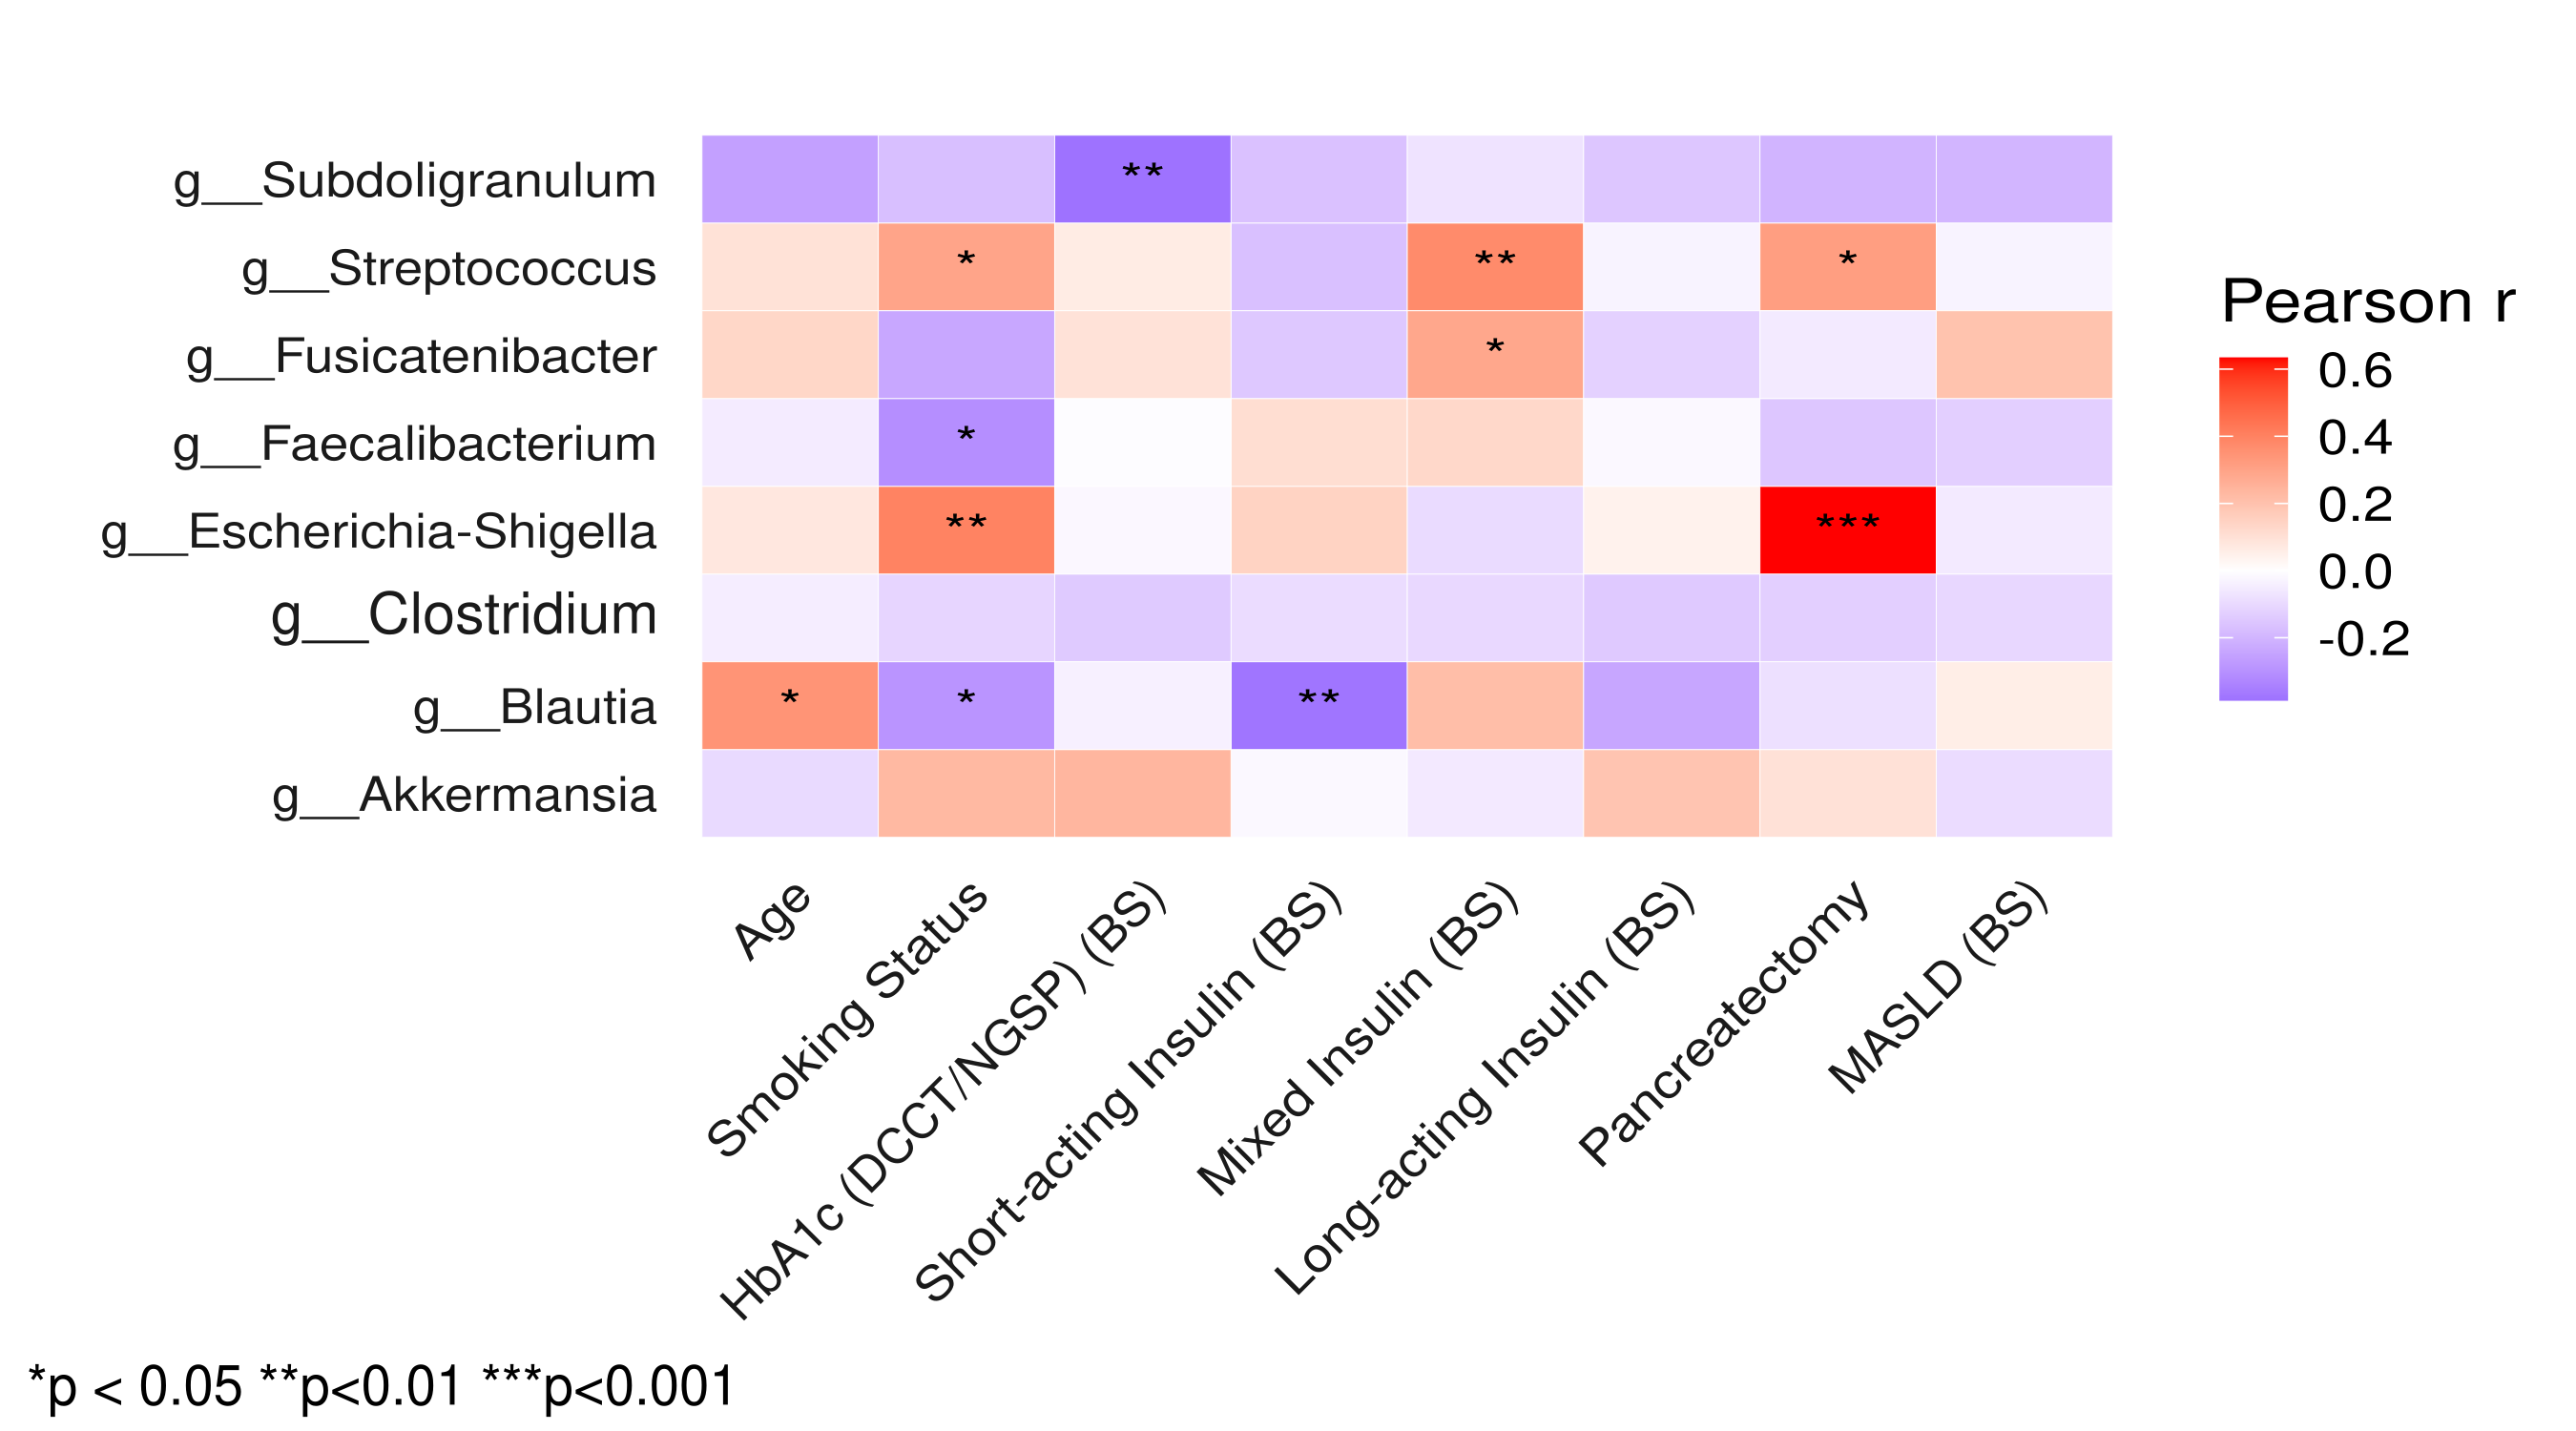 g__Subdoligranulum **
g__Streptococcus * ** *
g__Fusicatenibacter *
g__Faecalibacterium *
g__Escherichia-Shigella ** ***
g__Clostridium
g__Blautia * * **
g__Akkermansia
Age
Smoking Status
HbA1c (DCCT/NGSP) (BS)
Short-acting Insulin (BS)
Mixed Insulin (BS)
Long-acting Insulin (BS)
Pancreatectomy
MASLD (BS)
Pearson r
0.6
0.4
0.2
0.0
-0.2
*p < 0.05 **p<0.01 ***p<0.001